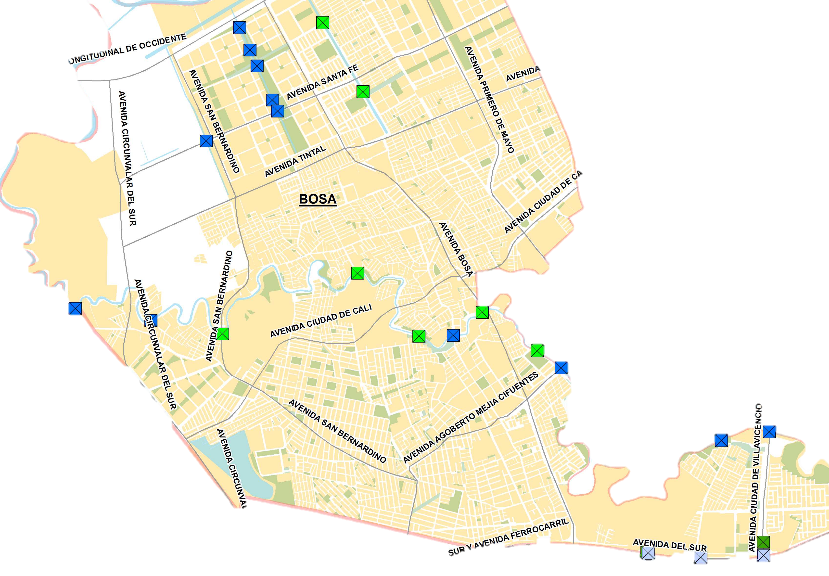 ONGITUDINAL DE OCCIDENTE
AVENIDA SANTA FE
AVENIDA PRIMERO DE MAYO
AVENIDA
AVENIDA CIRCUNVALAR DEL SUR
AVENIDA SAN BERNARDINO
AVENIDA TINTAL
BOSA
AVENIDA CIUDAD DE CA
AVENIDA BOSA
AVENIDA SAN BERNARDINO
AVENIDA CIRCUNVALAR DEL SUR
AVENIDA CIUDAD DE CALI
AVENIDA SAN BERNARDINO
AVENIDA AGOBERTO MEJIA CIFUENTES
AVENIDA CIRCUNVAL
AVENIDA CIUDAD DE VILLAVICENCIO
SUR Y AVENIDA FERROCARRIL
AVENIDA DEL SUR